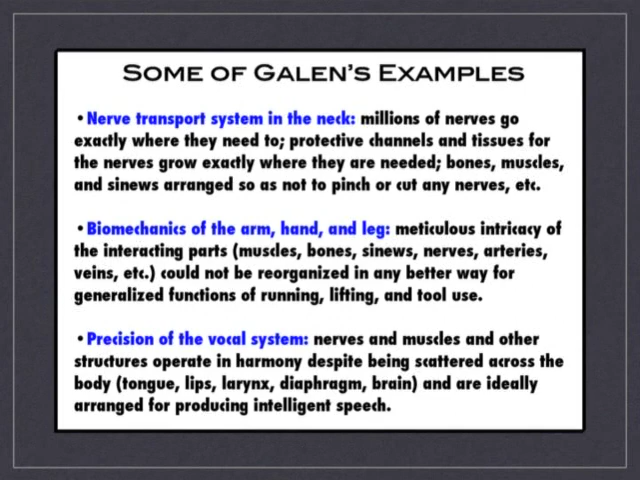 Some of Galen's Examples
•Nerve transport system in the neck: millions of nerves go
exactly where they need to; protective channels and tissues for
the nerves grow exactly where they are needed; bones, muscles,
and sinews arranged so as not to pinch or cut any nerves, etc.
•Biomechanics of the arm, hand, and leg: meticulous intricacy of
the interacting parts (muscles, bones, sinews, nerves, arteries,
veins, etc.) could not be reorganized in any better way for
generalized functions of running, lifting, and tool use.
•Precision of the vocal system: nerves and muscles and other
structures operate in harmony despite being scattered across the
body (tongue, lips, larynx, diaphragm, brain) and are ideally
arranged for producing intelligent speech.